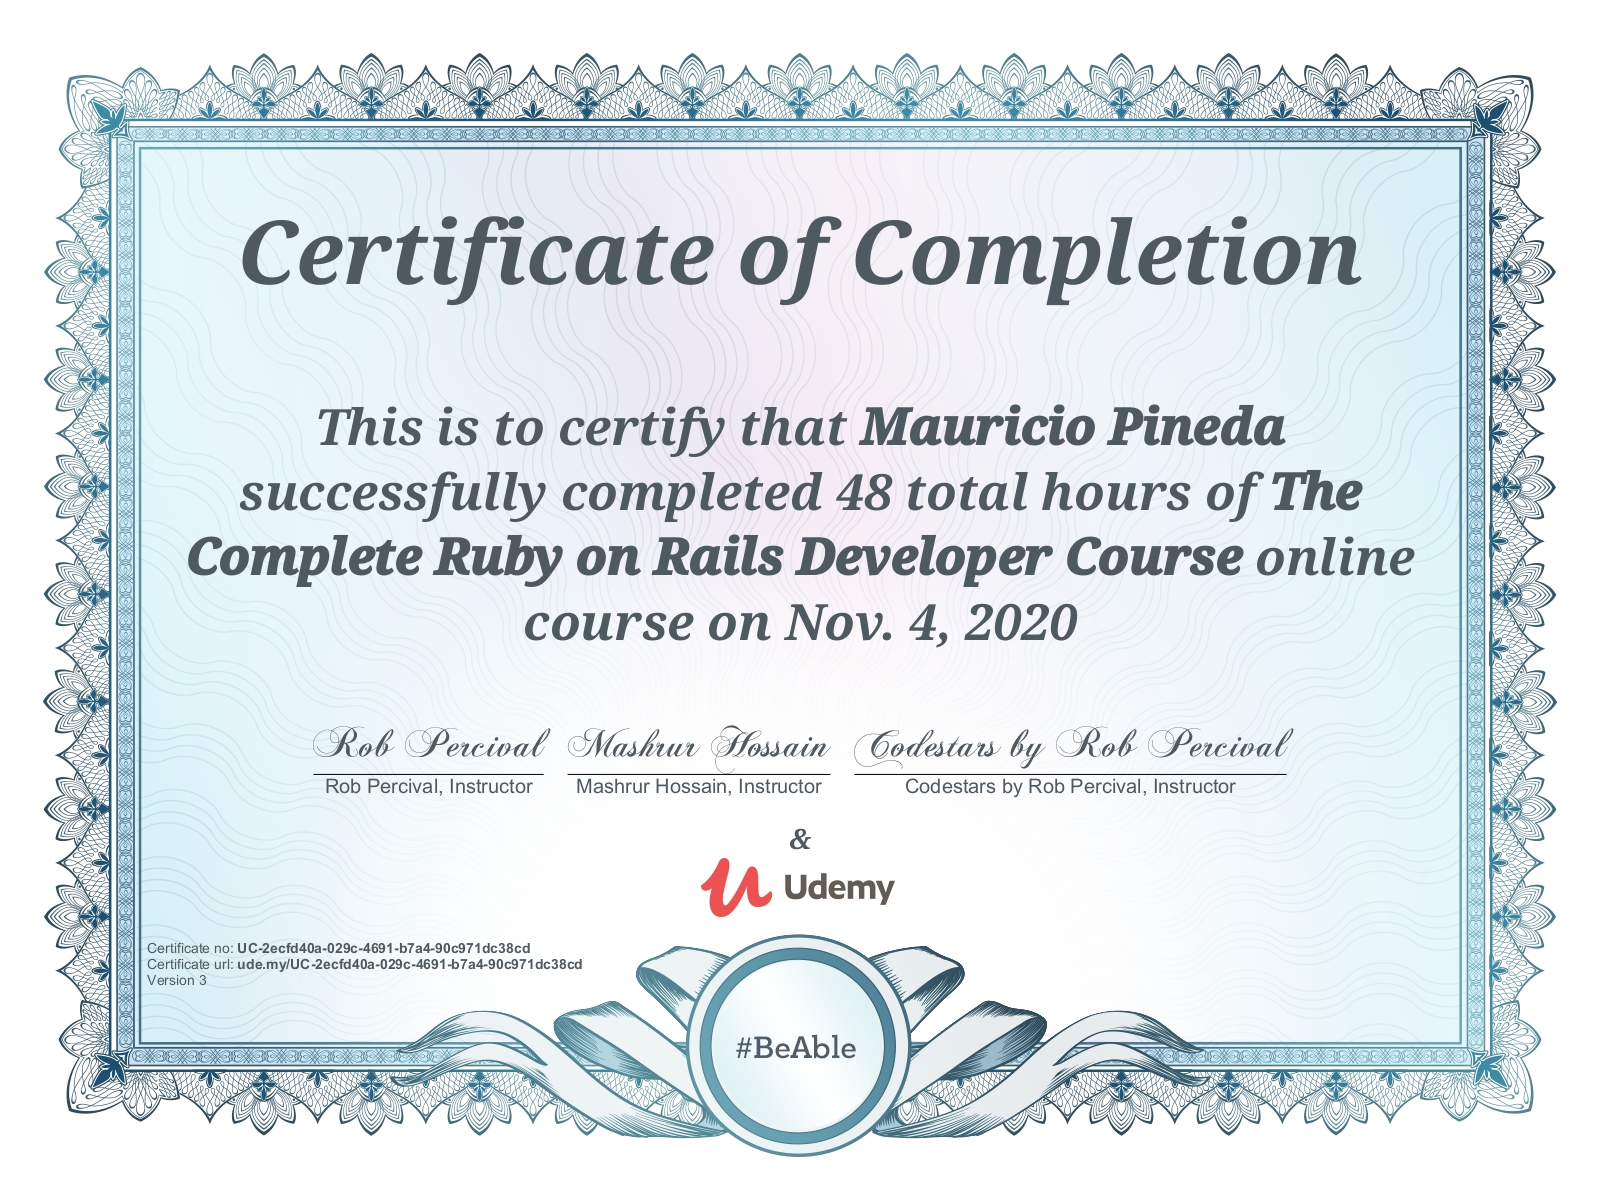 Certificate of Completion
This is to certify that Mauricio Pineda
successfully completed 48 total hours of The
Complete Ruby on Rails Developer Course online
course on Nov. 4, 2020
Rob Percival Mashrur Hossain Codestars by Rob Percival
Rob Percival, Instructor Mashrur Hossain, Instructor Codestars by Rob Percival, Instructor
&
Udemy
Certificate no: UC-2ecfd40a-029c-4691-b7a4-90c971dc38cd
Certificate url: ude.my/UC-2ecfd40a-029c-4691-b7a4-90c971dc38cd
Version 3
#BeAble